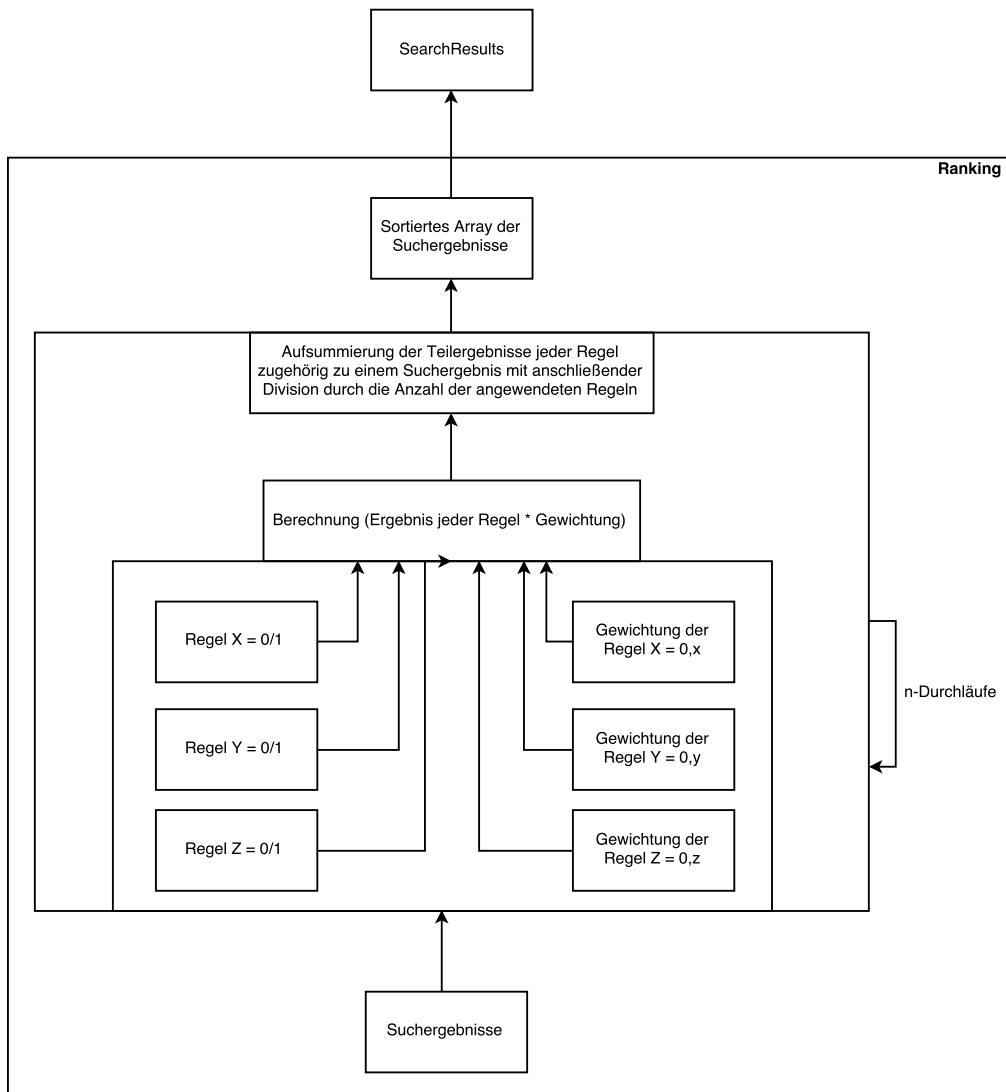 SearchResults
Ranking
Sortiertes Array der
Suchergebnisse
Aufsummierung der Teilergebnisse jeder Regel
zugehörig zu einem Suchergebnis mit anschließender
Division durch die Anzahl der angewendeten Regeln
Berechnung (Ergebnis jeder Regel * Gewichtung)
Regel X = 0/1
Gewichtung der
Regel X = 0,x
n-Durchläufe
Regel Y = 0/1
Gewichtung der
Regel Y = 0,y
Regel Z = 0/1
Gewichtung der
Regel Z = 0,z
Suchergebnisse